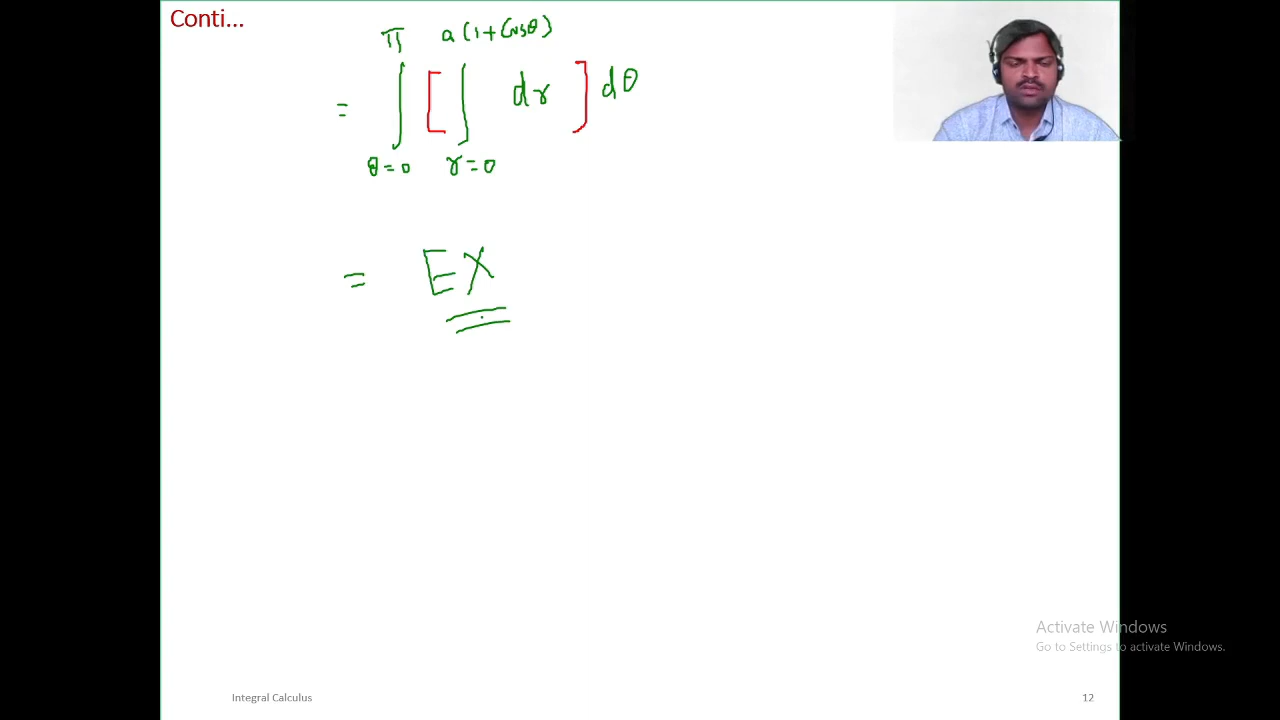 Conti...
π a(1+Cosθ)
= ∫ [ ∫ dr ] dθ
θ=0 r=0
= EX
Activate Windows
Go to Settings to activate Windows.
Integral Calculus 12